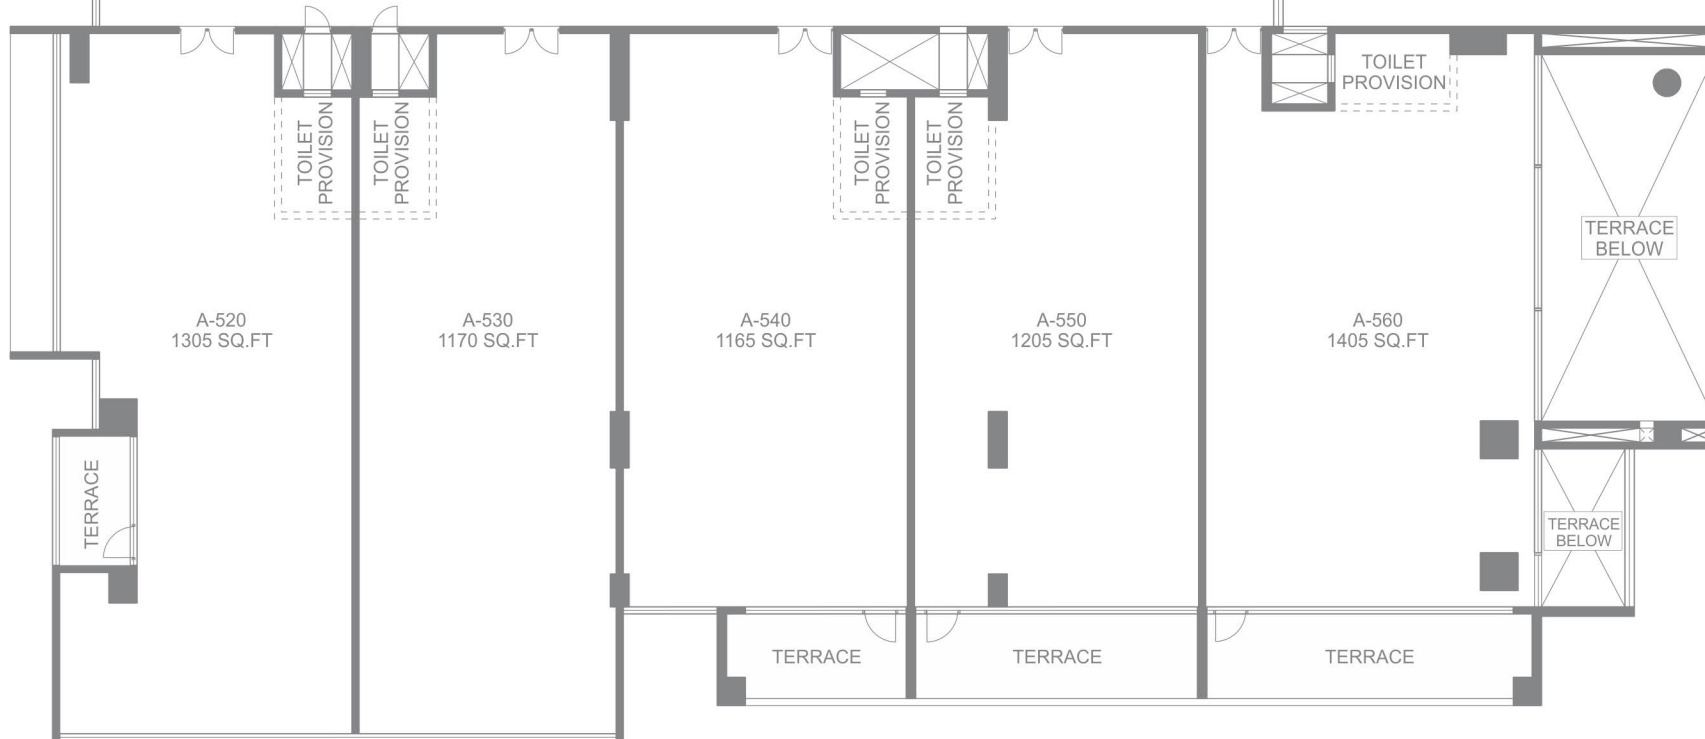 TOILET
PROVISION
TOILET
PROVISION
TOILET
PROVISION
TOILET
PROVISION
TOILET
PROVISION
TERRACE
BELOW
A-520
1305 SQ.FT
A-530
1170 SQ.FT
A-540
1165 SQ.FT
A-550
1205 SQ.FT
A-560
1405 SQ.FT
TERRACE
TERRACE
BELOW
TERRACE
TERRACE
TERRACE